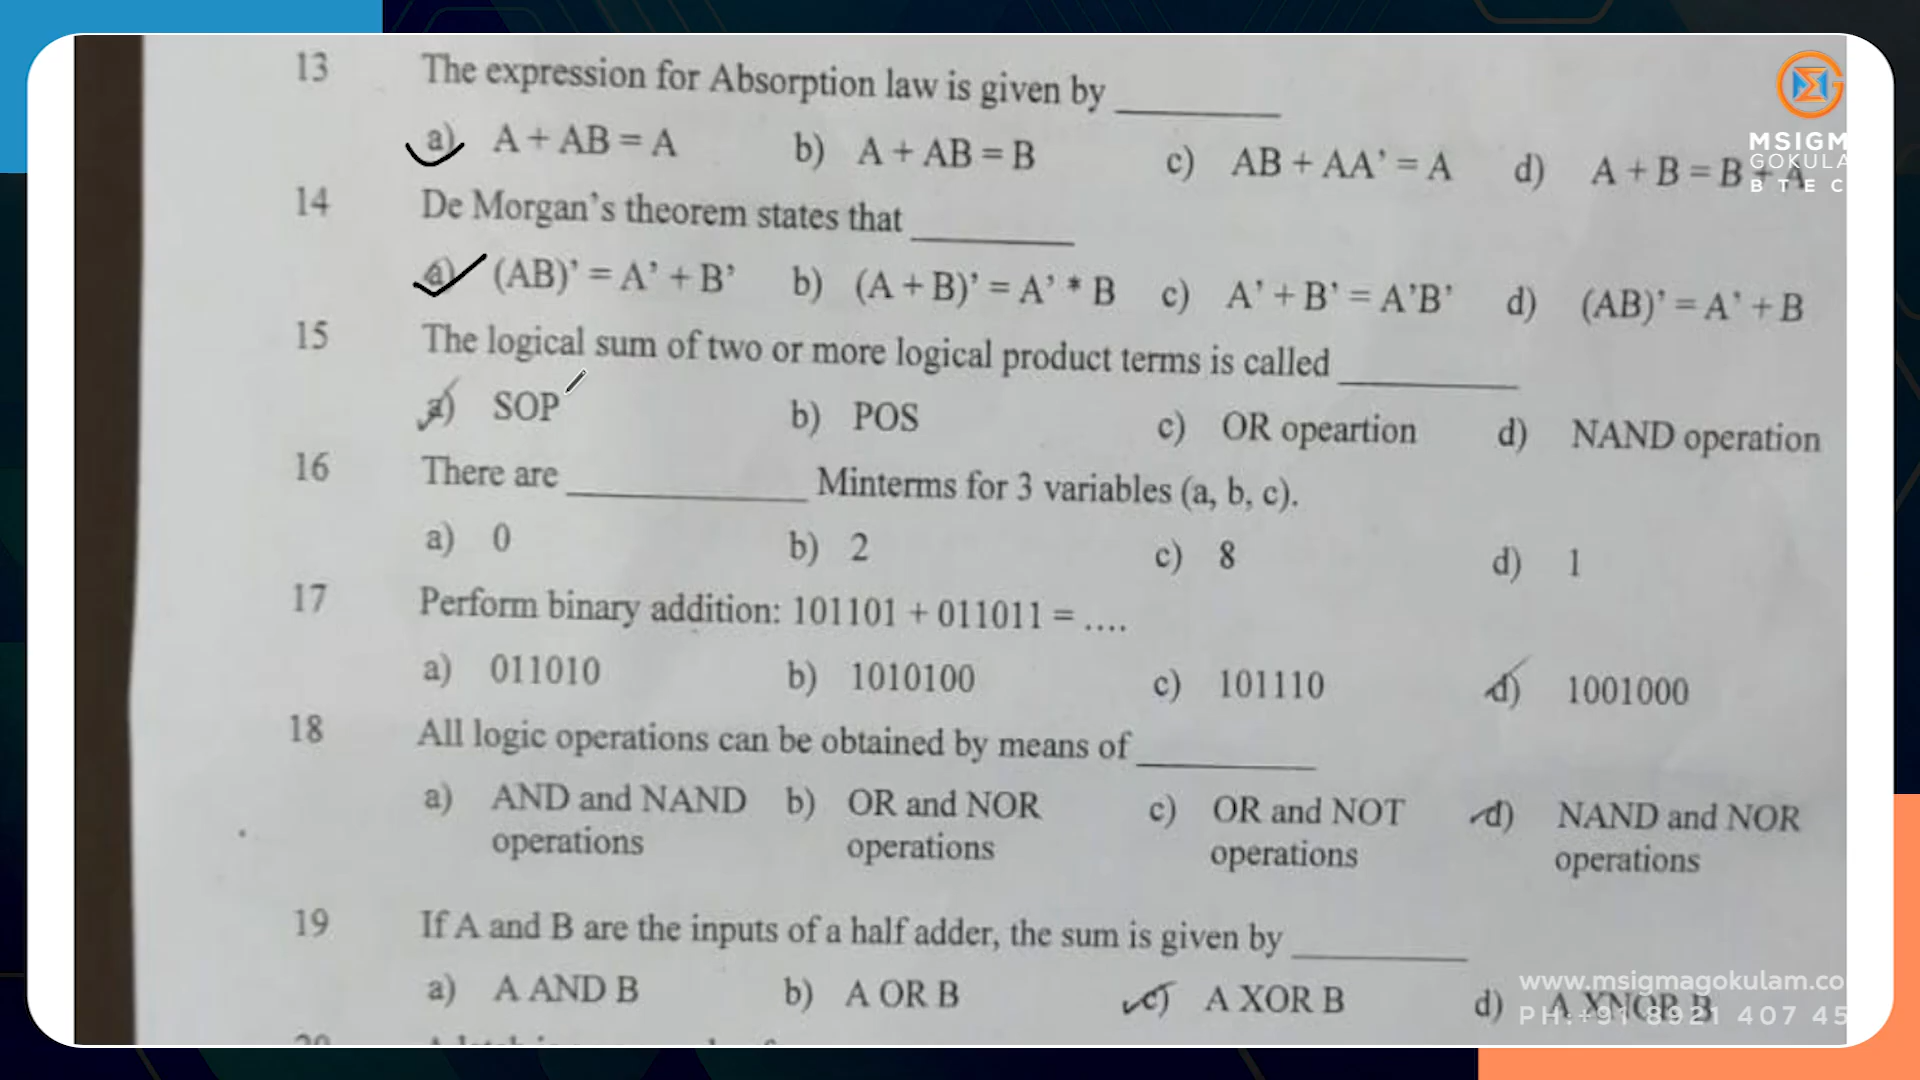 13 The expression for Absorption law is given by ________
a) A + AB = A b) A + AB = B c) AB + AA’ = A d) A + B = B + A
14 De Morgan’s theorem states that ________
a) (AB)’ = A’ + B’ b) (A + B)’ = A’ * B c) A’ + B’ = A’B’ d) (AB)’ = A’ + B
15 The logical sum of two or more logical product terms is called ________
a) SOP b) POS c) OR opeartion d) NAND operation
16 There are ________ Minterms for 3 variables (a, b, c).
a) 0 b) 2 c) 8 d) 1
17 Perform binary addition: 101101 + 011011 = ....
a) 011010 b) 1010100 c) 101110 d) 1001000
18 All logic operations can be obtained by means of ________
a) AND and NAND operations b) OR and NOR operations c) OR and NOT operations d) NAND and NOR operations
19 If A and B are the inputs of a half adder, the sum is given by ________
a) A AND B b) A OR B c) A XOR B d) A XNOR B
MSIGM
GOKULA
BTEC
www.msigmagokulam.co
PH:+91 8921 407 45